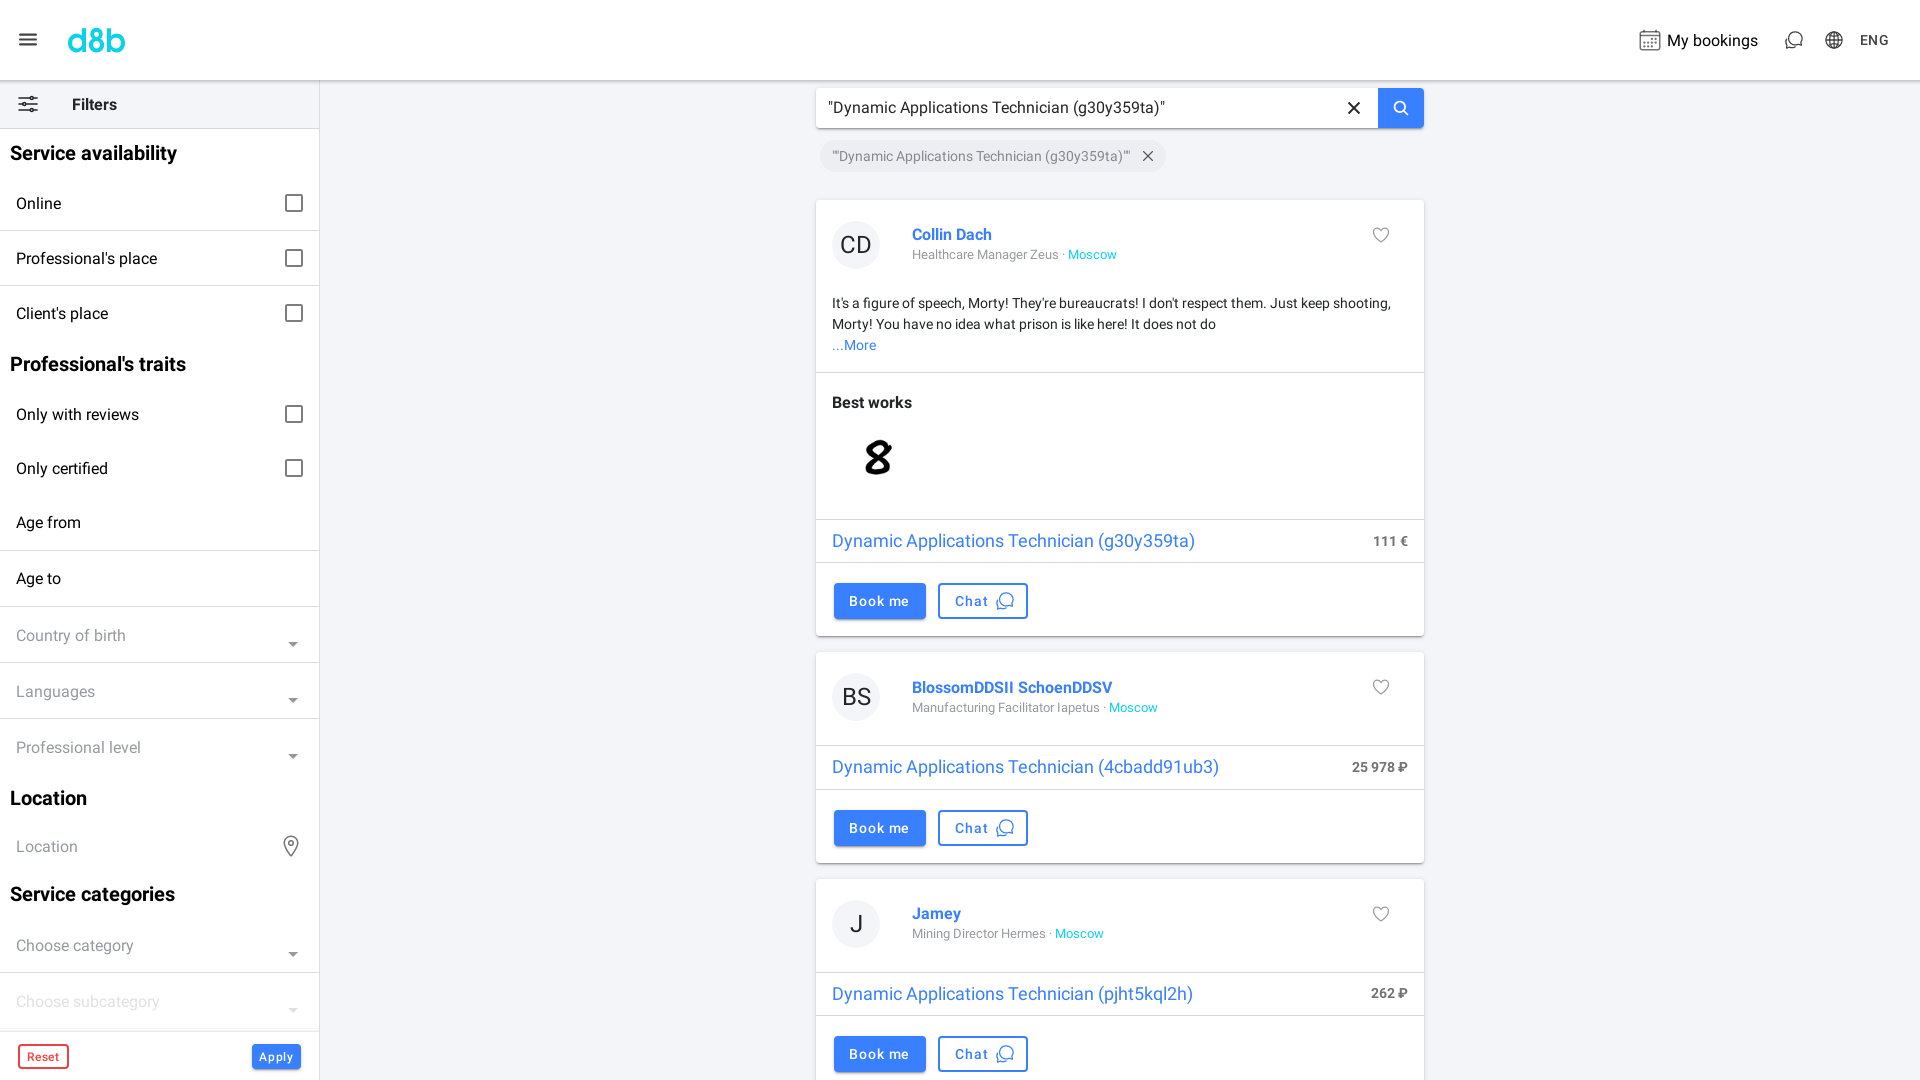 d8b
My bookings
ENG
Filters
Service availability
Online
Professional's place
Client's place
Professional's traits
Only with reviews
Only certified
Age from
Age to
Country of birth
Languages
Professional level
Location
Location
Service categories
Choose category
Choose subcategory
Reset
Apply
"Dynamic Applications Technician (g30y359ta)"
""Dynamic Applications Technician (g30y359ta)""
CD
Collin Dach
Healthcare Manager Zeus · Moscow
It's a figure of speech, Morty! They're bureaucrats! I don't respect them. Just keep shooting,
Morty! You have no idea what prison is like here! It does not do
...More
Best works
8
Dynamic Applications Technician (g30y359ta)
111 €
Book me
Chat
BS
BlossomDDSII SchoenDDSV
Manufacturing Facilitator Iapetus · Moscow
Dynamic Applications Technician (4cbadd91ub3)
25 978 ₽
Book me
Chat
J
Jamey
Mining Director Hermes · Moscow
Dynamic Applications Technician (pjht5kql2h)
262 ₽
Book me
Chat